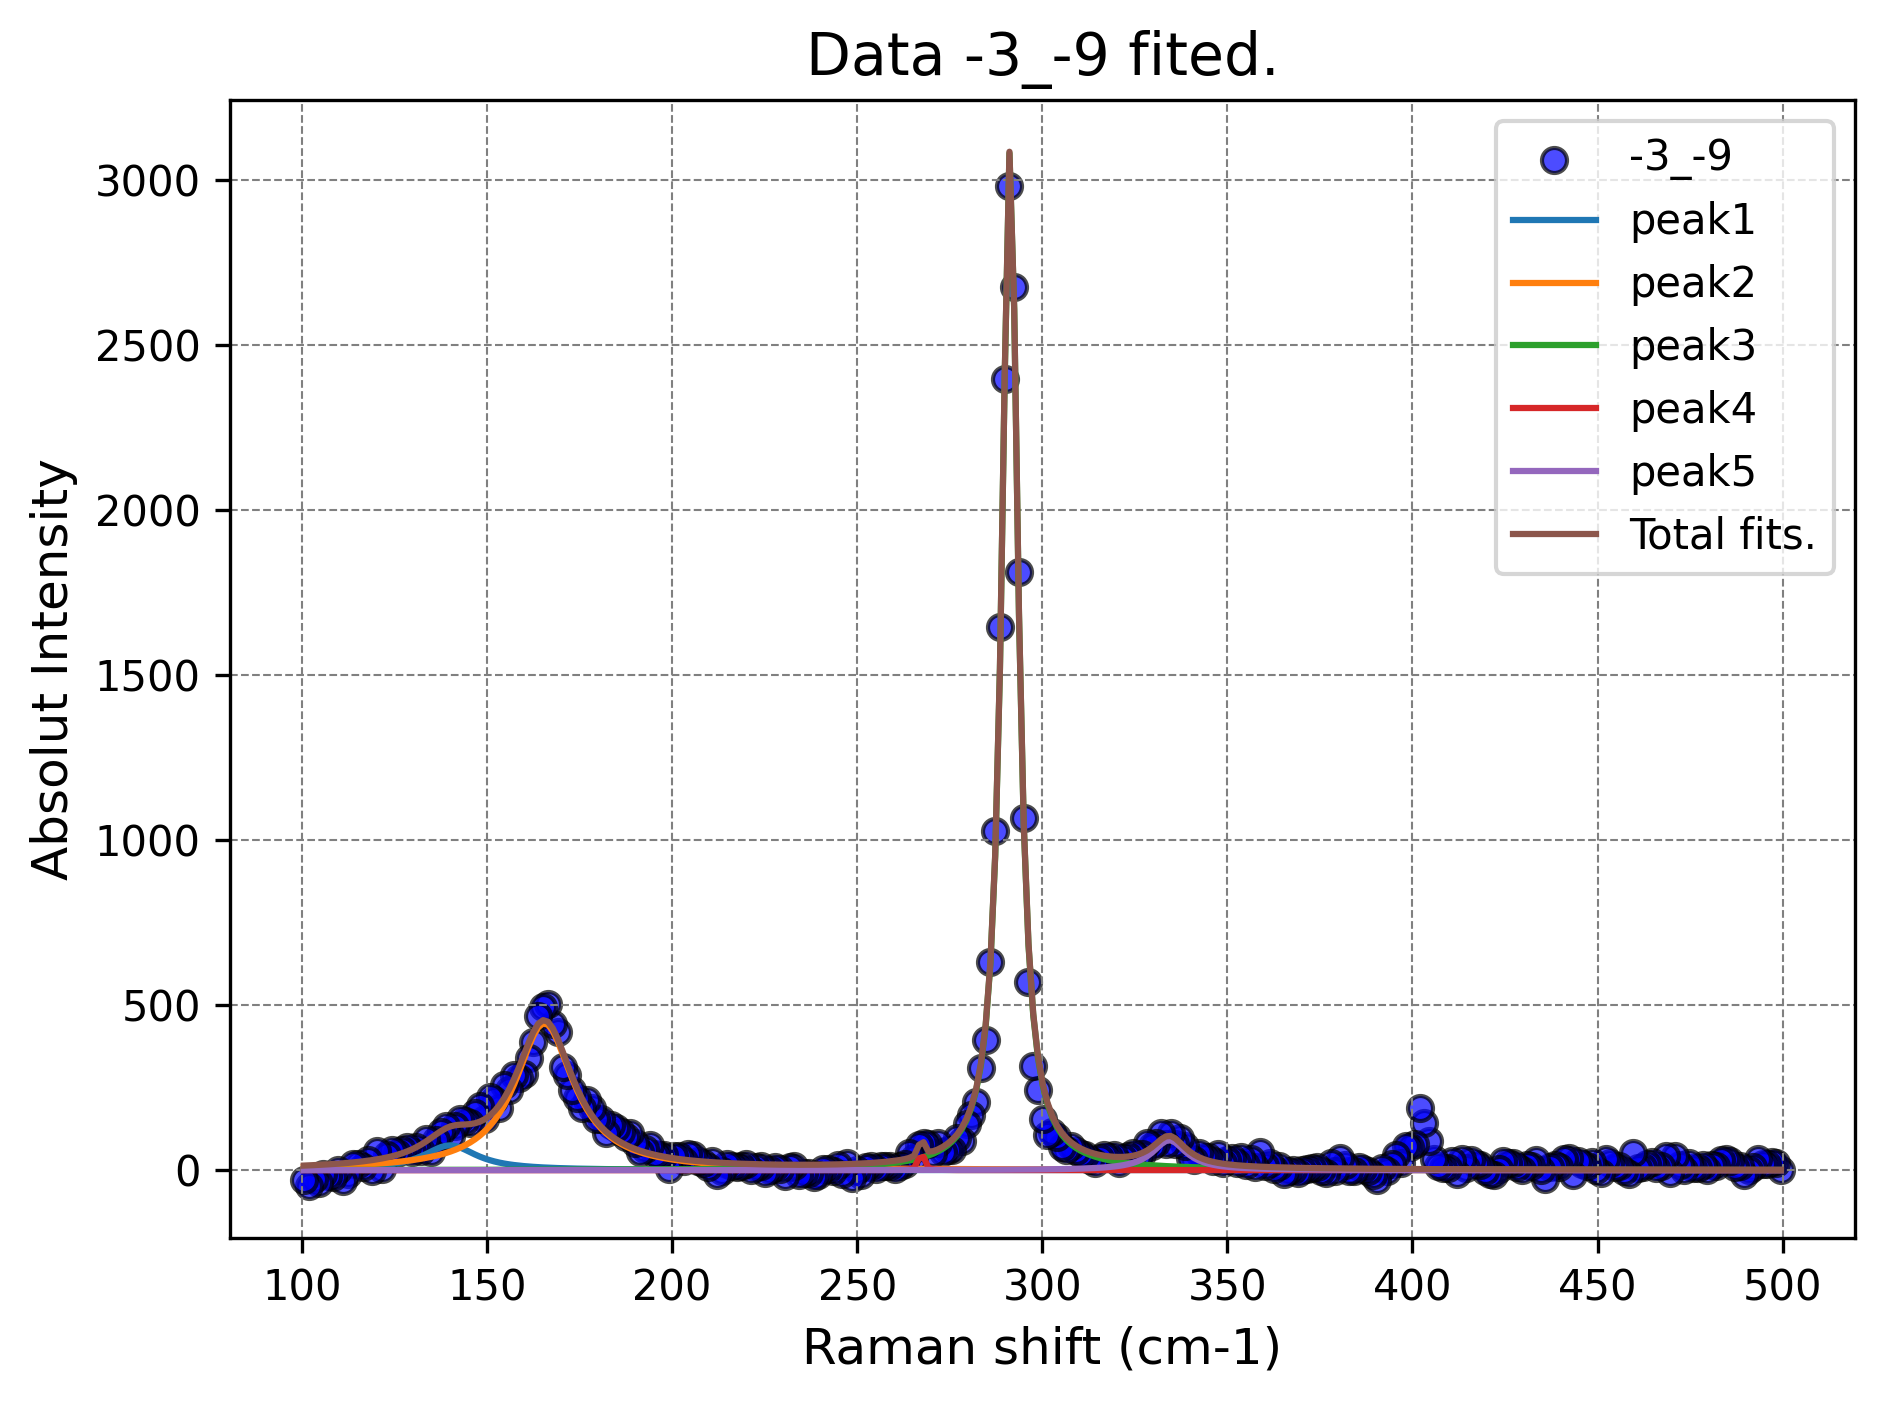 Data -3_-9 fited.
Absolut Intensity
3000
2500
2000
1500
1000
500
0
-3_-9
peak1
peak2
peak3
peak4
peak5
Total fits.
100 150 200 250 300 350 400 450 500
Raman shift (cm-1)